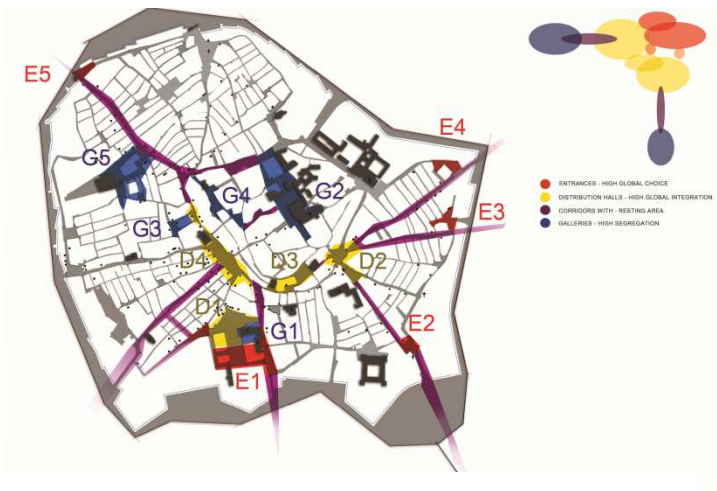 E5
E4
G5
G2
G4
E3
G3
D4
D3
D2
D1
G1
E2
E1
ENTRANCES - HIGH GLOBAL CHOICE
DISTRIBUTION HALLS - HIGH GLOBAL INTEGRATION
CORRIDORS WITH - RESTING AREA
GALLERIES - HIGH SEGREGATION